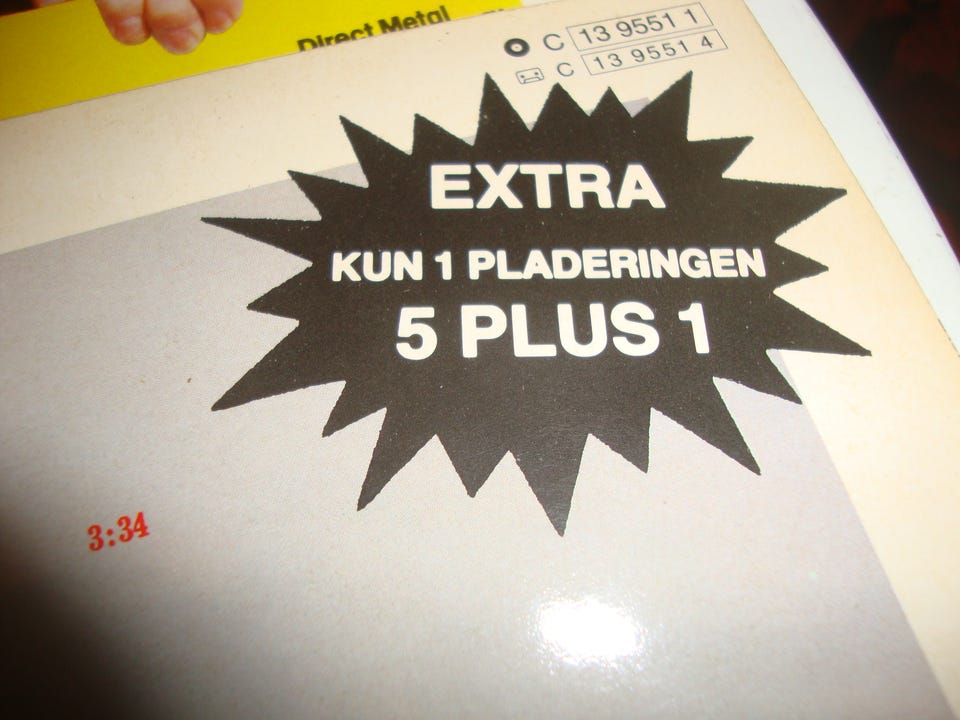 Direct Metal
C 13 9551 1
C 13 9551 4
EXTRA
KUN 1 PLADERINGEN
5 PLUS 1
3:34